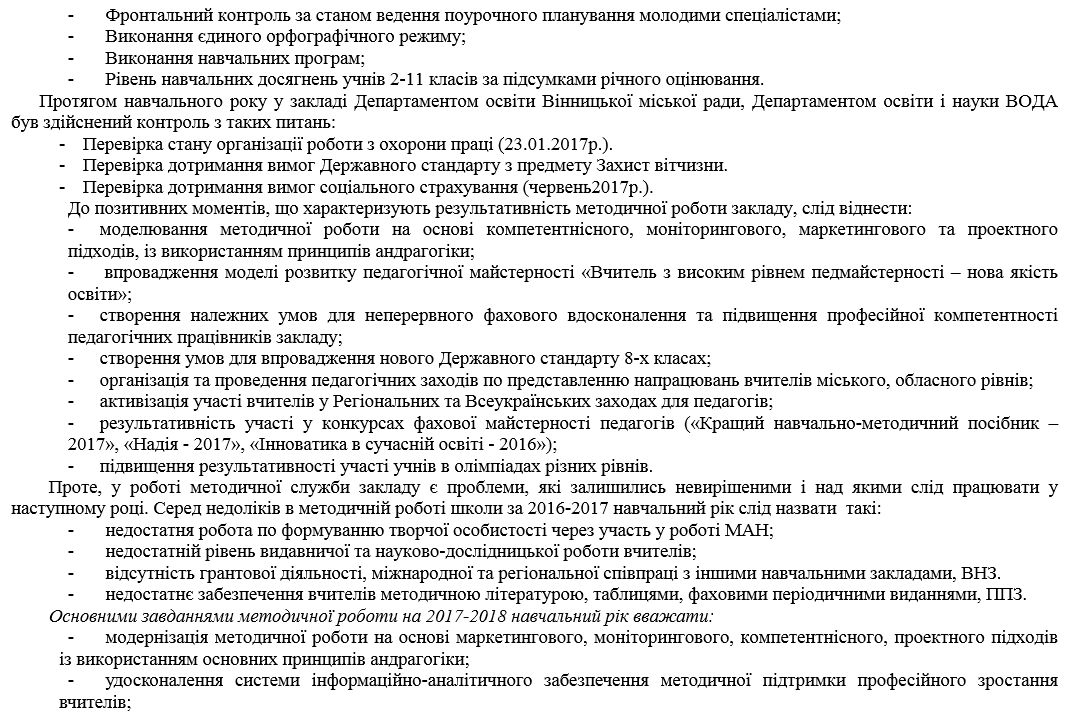 - Фронтальний контроль за станом ведення поурочного планування молодими спеціалістами;
- Виконання єдиного орфографічного режиму;
- Виконання навчальних програм;
- Рівень навчальних досягнень учнів 2-11 класів за підсумками річного оцінювання.
Протягом навчального року у закладі Департаментом освіти Вінницької міської ради, Департаментом освіти і науки ВОДА
був здійснений контроль з таких питань:
- Перевірка стану організації роботи з охорони праці (23.01.2017р.).
- Перевірка дотримання вимог Державного стандарту з предмету Захист вітчизни.
- Перевірка дотримання вимог соціального страхування (червень2017р.).
До позитивних моментів, що характеризують результативність методичної роботи закладу, слід віднести:
- моделювання методичної роботи на основі компетентнісного, моніторингового, маркетингового та проектного
підходів, із використанням принципів андрагогіки;
- впровадження моделі розвитку педагогічної майстерності «Вчитель з високим рівнем педмайстерності – нова якість
освіти»;
- створення належних умов для неперервного фахового вдосконалення та підвищення професійної компетентності
педагогічних працівників закладу;
- створення умов для впровадження нового Державного стандарту 8-х класах;
- організація та проведення педагогічних заходів по представленню напрацювань вчителів міського, обласного рівнів;
- активізація участі вчителів у Регіональних та Всеукраїнських заходах для педагогів;
- результативність участі у конкурсах фахової майстерності педагогів («Кращий навчально-методичний посібник –
2017», «Надія - 2017», «Інноватика в сучасній освіті - 2016»);
- підвищення результативності участі учнів в олімпіадах різних рівнів.
Проте, у роботі методичної служби закладу є проблеми, які залишились невирішеними і над якими слід працювати у
наступному році. Серед недоліків в методичній роботі школи за 2016-2017 навчальний рік слід назвати такі:
- недостатня робота по формуванню творчої особистості через участь у роботі МАН;
- недостатній рівень видавничої та науково-дослідницької роботи вчителів;
- відсутність грантової діяльності, міжнародної та регіональної співпраці з іншими навчальними закладами, ВНЗ.
- недостатнє забезпечення вчителів методичною літературою, таблицями, фаховими періодичними виданнями, ППЗ.
Основними завданнями методичної роботи на 2017-2018 навчальний рік вважати:
- модернізація методичної роботи на основі маркетингового, моніторингового, компетентнісного, проектного підходів
із використанням основних принципів андрагогіки;
- удосконалення системи інформаційно-аналітичного забезпечення методичної підтримки професійного зростання
вчителів;